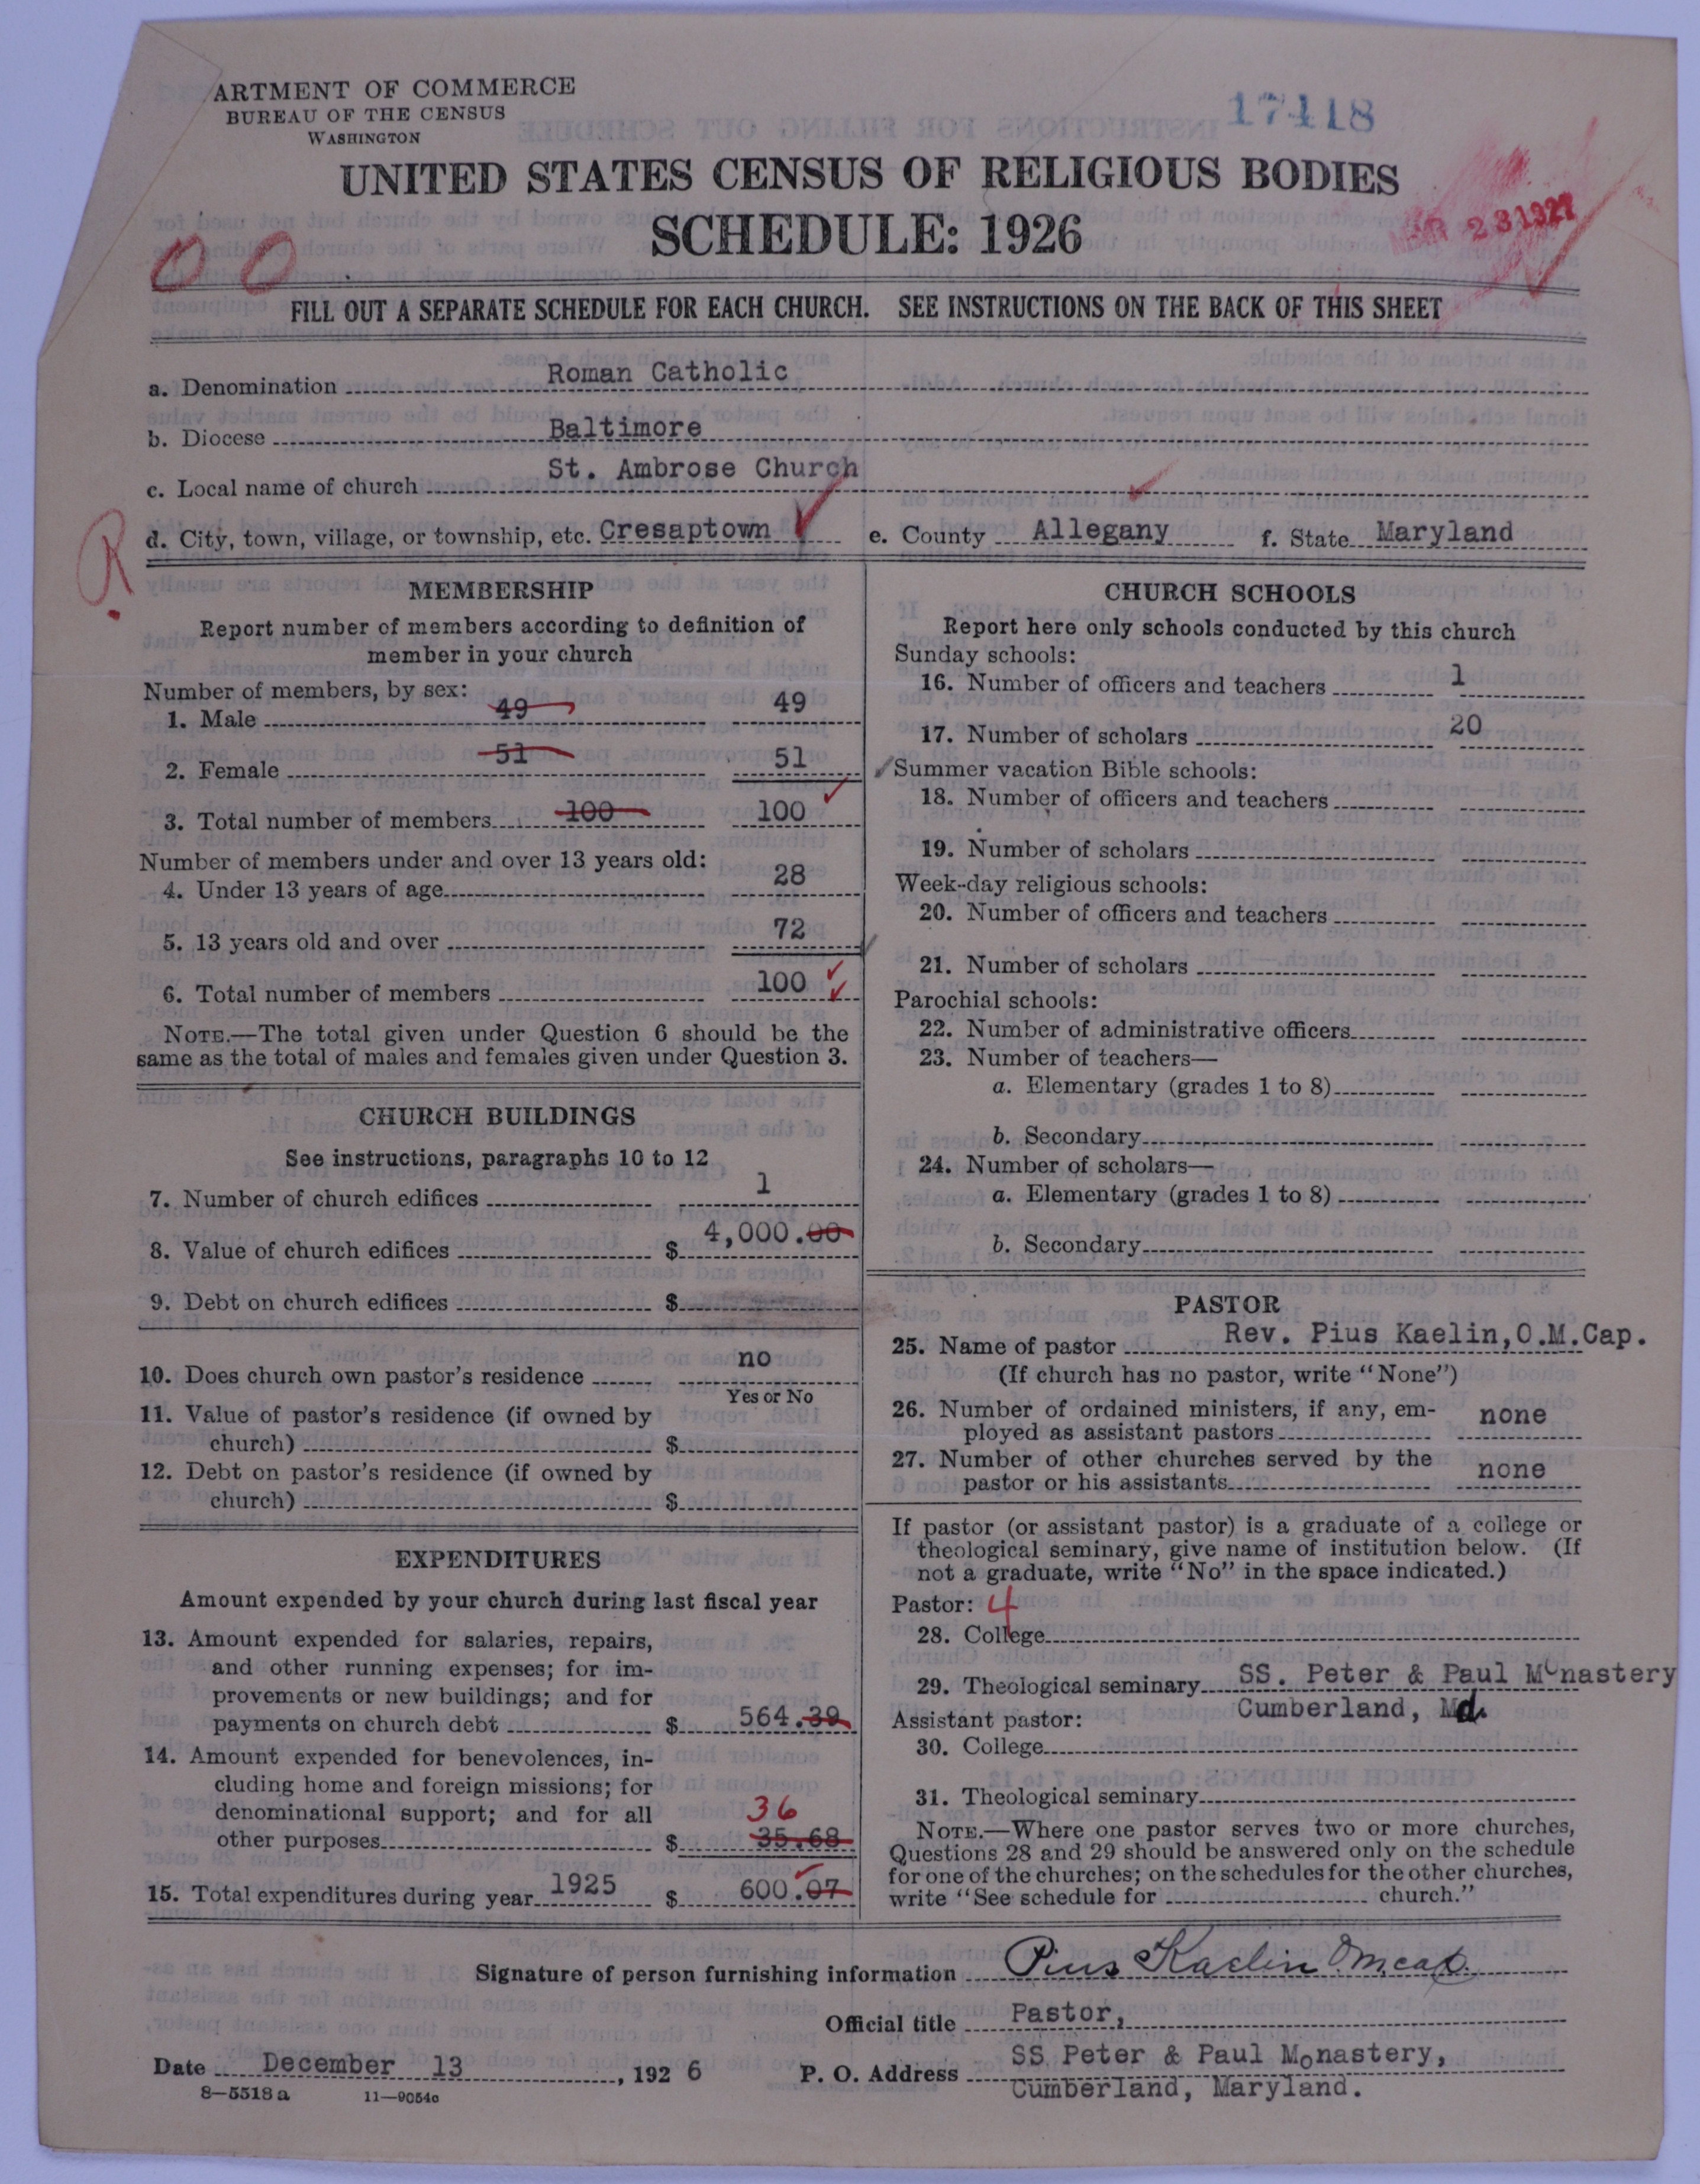 ARTMENT OF COMMERCE
BUREAU OF THE CENSUS
WASHINGTON
17418
UNITED STATES CENSUS OF RELIGIOUS BODIES
SCHEDULE: 1926
MAR 23 1927
00
FILL OUT A SEPARATE SCHEDULE FOR EACH CHURCH. SEE INSTRUCTIONS ON THE BACK OF THIS SHEET
a. Denomination Roman Catholic
b. Diocese Baltimore
c. Local name of church St. Ambrose Church
R
d. City, town, village, or township, etc. Cresaptown e. County Allegany f. State Maryland
MEMBERSHIP
Report number of members according to definition of
member in your church
Number of members, by sex:
1. Male 49 49
2. Female 51 51
3. Total number of members 100 100
Number of members under and over 13 years old:
4. Under 13 years of age 28
5. 13 years old and over 72
6. Total number of members 100
NOTE.—The total given under Question 6 should be the
same as the total of males and females given under Question 3.
CHURCH BUILDINGS
See instructions, paragraphs 10 to 12
7. Number of church edifices 1
8. Value of church edifices $ 4,000.00
9. Debt on church edifices $
10. Does church own pastor's residence no
Yes or No
11. Value of pastor's residence (if owned by
church) $
12. Debt on pastor's residence (if owned by
church) $
EXPENDITURES
Amount expended by your church during last fiscal year
13. Amount expended for salaries, repairs,
and other running expenses; for im-
provements or new buildings; and for
payments on church debt $ 564.39
14. Amount expended for benevolences, in-
cluding home and foreign missions; for
denominational support; and for all 36
other purposes $ 35.68
15. Total expenditures during year 1925 $ 600.07
CHURCH SCHOOLS
Report here only schools conducted by this church
Sunday schools:
16. Number of officers and teachers 1
17. Number of scholars 20
Summer vacation Bible schools:
18. Number of officers and teachers
19. Number of scholars
Week-day religious schools:
20. Number of officers and teachers
21. Number of scholars
Parochial schools:
22. Number of administrative officers
23. Number of teachers—
a. Elementary (grades 1 to 8)
b. Secondary
24. Number of scholars—
a. Elementary (grades 1 to 8)
b. Secondary
PASTOR
25. Name of pastor Rev. Pius Kaelin, O.M.Cap.
(If church has no pastor, write "None")
26. Number of ordained ministers, if any, em-
ployed as assistant pastors none
27. Number of other churches served by the
pastor or his assistants none
If pastor (or assistant pastor) is a graduate of a college or
theological seminary, give name of institution below. (If
not a graduate, write "No" in the space indicated.)
Pastor: 4
28. College
29. Theological seminary SS. Peter & Paul Monastery
Cumberland, Md.
Assistant pastor:
30. College
31. Theological seminary
NOTE.—Where one pastor serves two or more churches,
Questions 28 and 29 should be answered only on the schedule
for one of the churches; on the schedules for the other churches,
write "See schedule for church."
Signature of person furnishing information Pius Kaelin O.M.Cap.
Official title Pastor,
Date December 13, 1926 P. O. Address SS Peter & Paul Monastery,
Cumberland, Maryland.
8—5518a 11—9054c